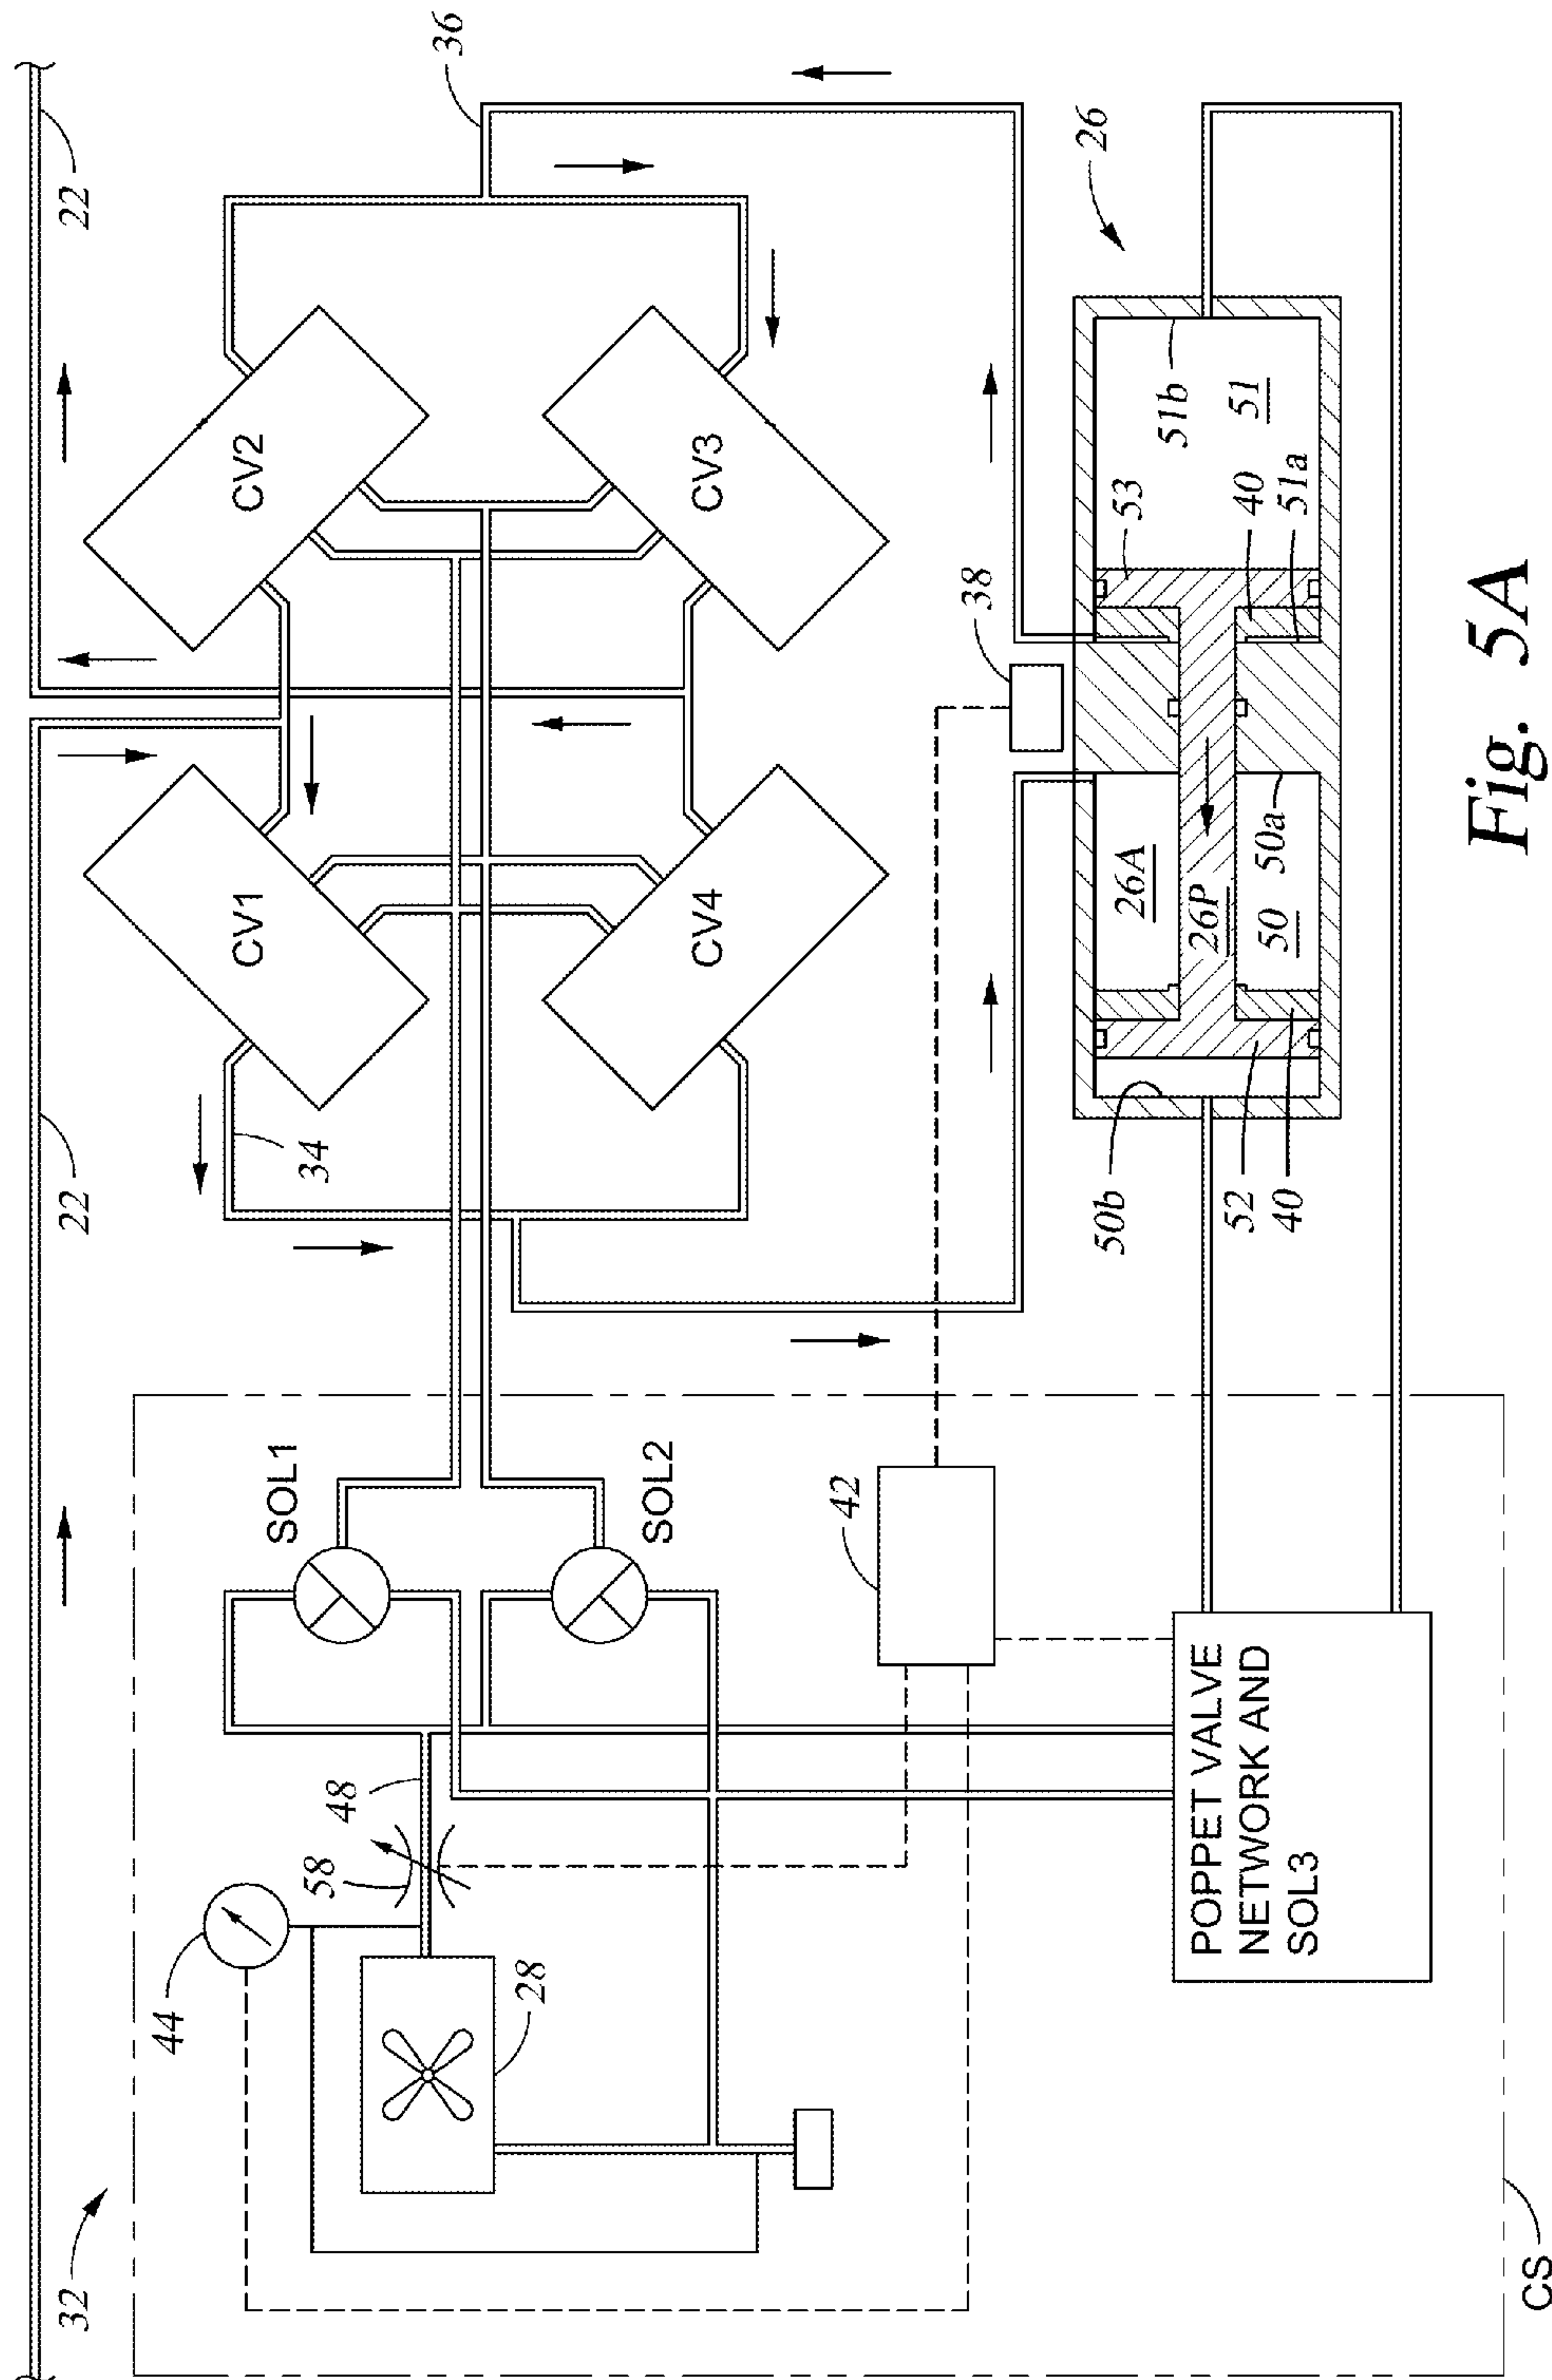 32
22
22
36
44
58
48
28
SOL1
SOL2
34
CV1
CV2
CV4
CV3
42
38
26
26A
26P
50
50a
50b
52
40
53
40
51a
51b
51
POPPET VALVE
NETWORK AND
SOL3
CS
Fig. 5A